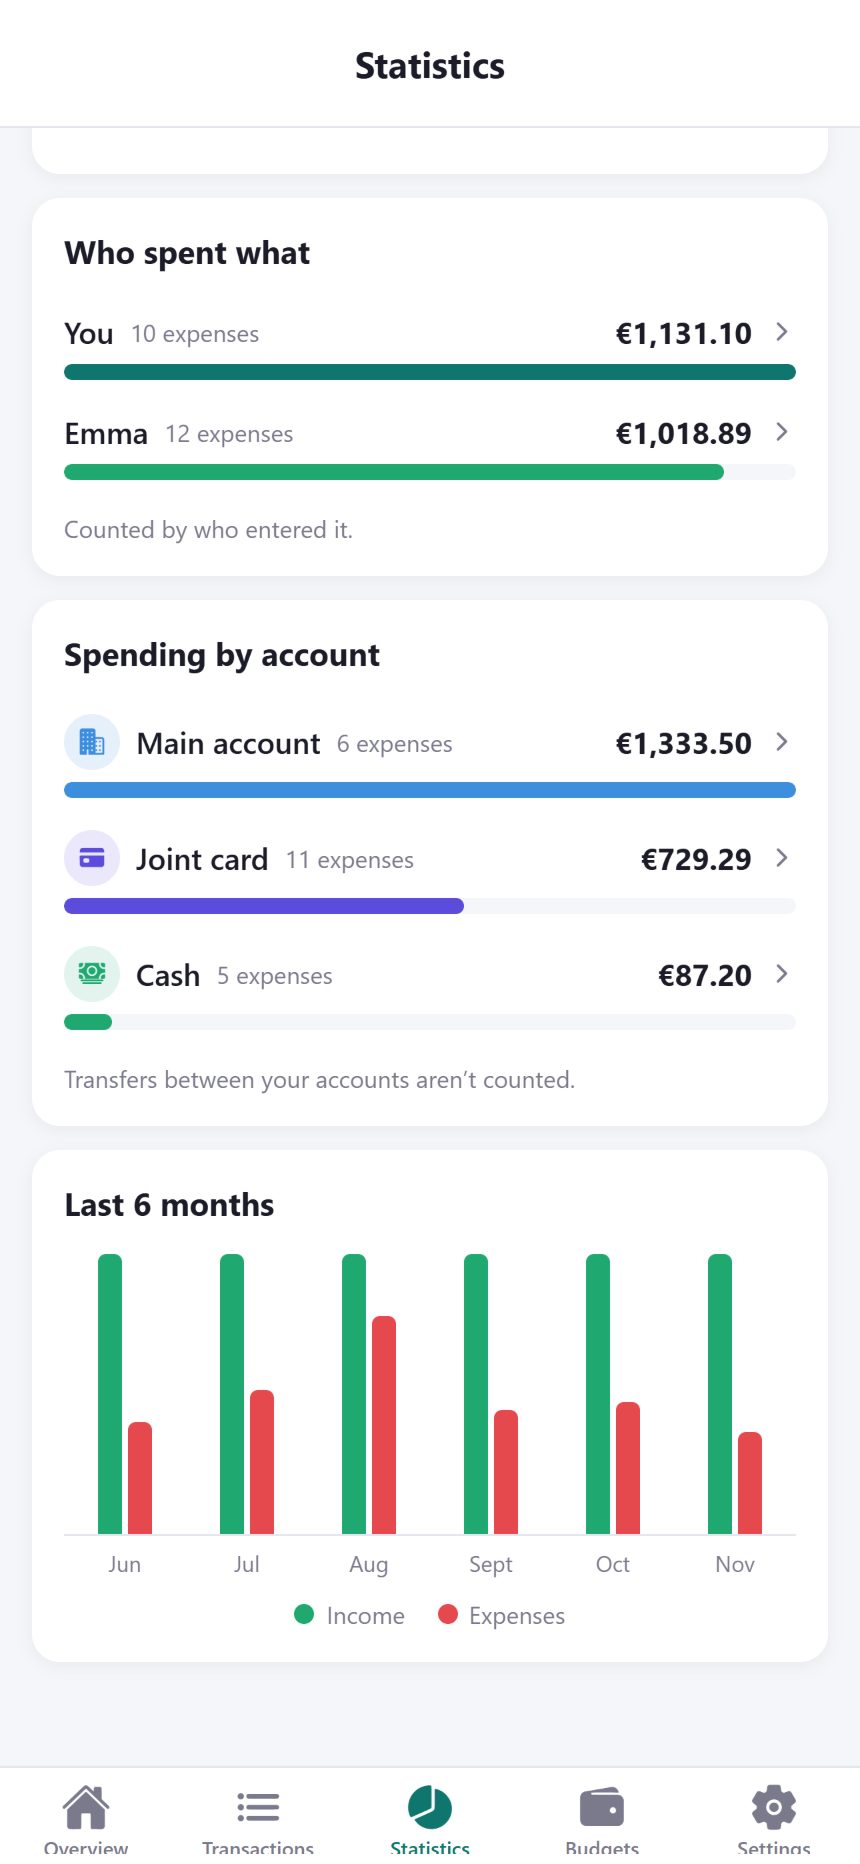 Statistics
Who spent what
You 10 expenses €1,131.10
Emma 12 expenses €1,018.89
Counted by who entered it.
Spending by account
Main account 6 expenses €1,333.50
Joint card 11 expenses €729.29
Cash 5 expenses €87.20
Transfers between your accounts aren’t counted.
Last 6 months
Jun Jul Aug Sept Oct Nov
Income Expenses
Overview Transactions Statistics Budgets Settings